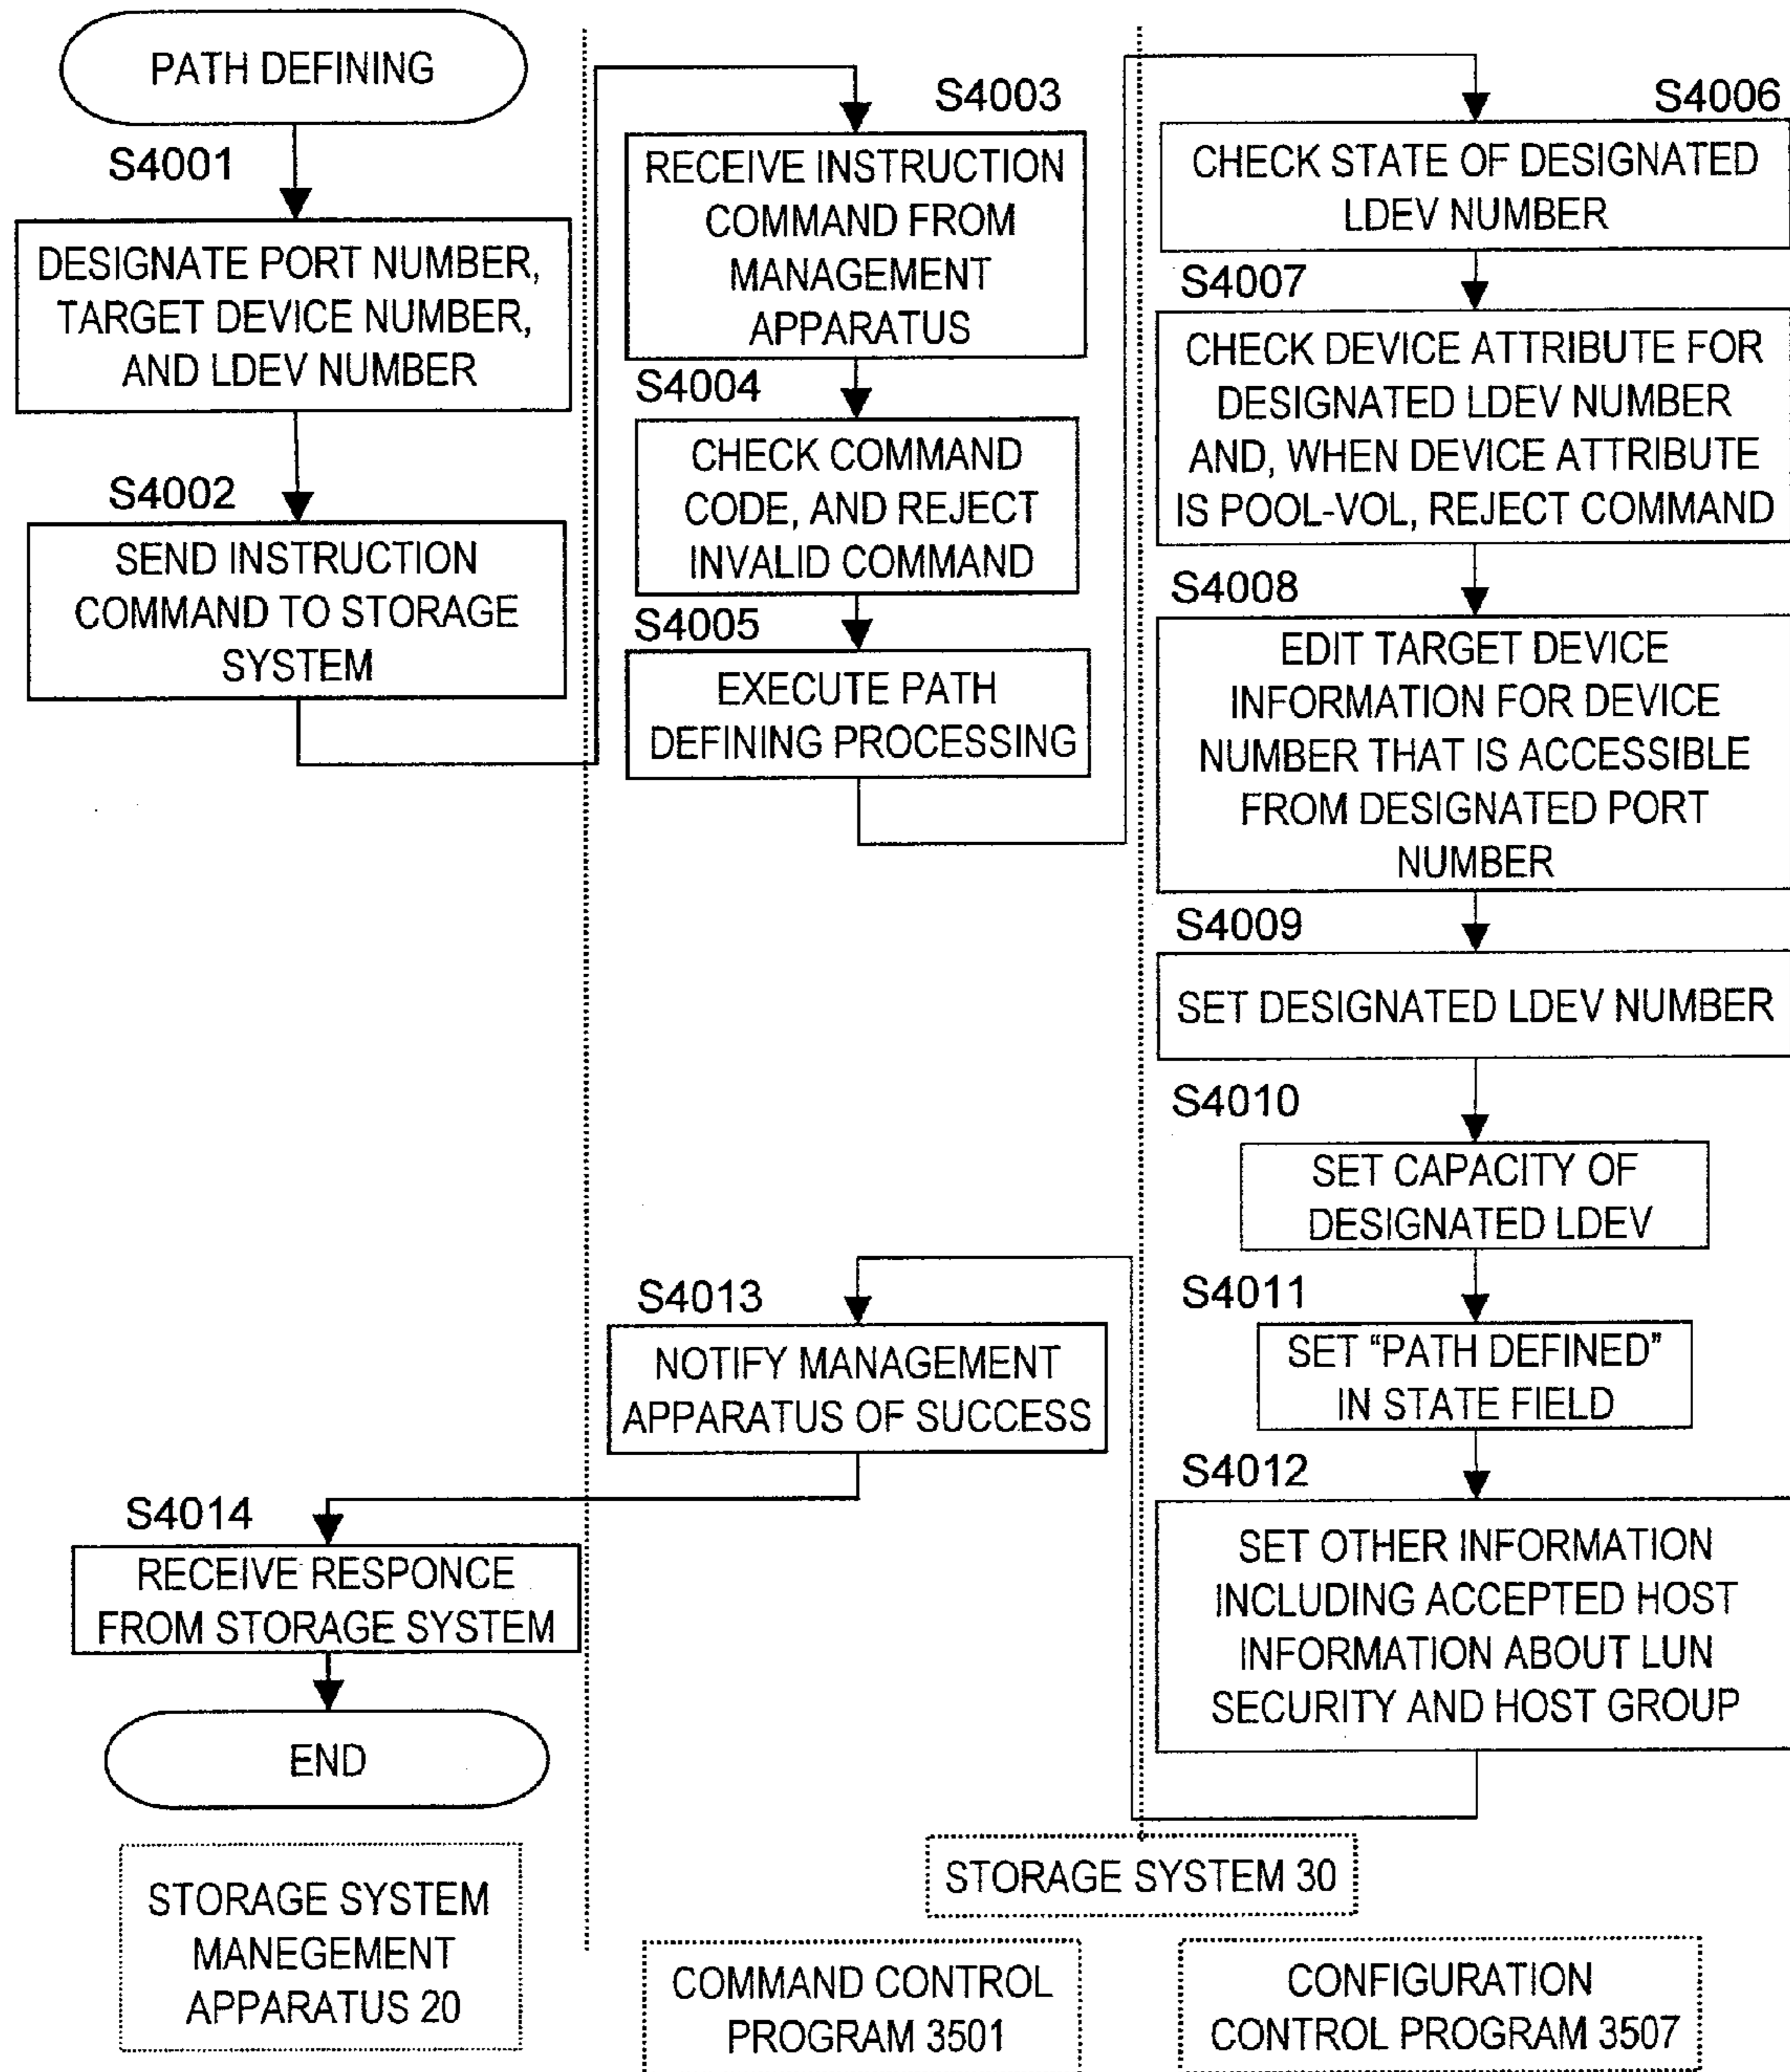 PATH DEFINING
S4001
DESIGNATE PORT NUMBER,
TARGET DEVICE NUMBER,
AND LDEV NUMBER
S4002
SEND INSTRUCTION
COMMAND TO STORAGE
SYSTEM
S4003
RECEIVE INSTRUCTION
COMMAND FROM
MANAGEMENT
APPARATUS
S4004
CHECK COMMAND
CODE, AND REJECT
INVALID COMMAND
S4005
EXECUTE PATH
DEFINING PROCESSING
S4006
CHECK STATE OF DESIGNATED
LDEV NUMBER
S4007
CHECK DEVICE ATTRIBUTE FOR
DESIGNATED LDEV NUMBER
AND, WHEN DEVICE ATTRIBUTE
IS POOL-VOL, REJECT COMMAND
S4008
EDIT TARGET DEVICE
INFORMATION FOR DEVICE
NUMBER THAT IS ACCESSIBLE
FROM DESIGNATED PORT
NUMBER
S4009
SET DESIGNATED LDEV NUMBER
S4010
SET CAPACITY OF
DESIGNATED LDEV
S4011
SET “PATH DEFINED”
IN STATE FIELD
S4012
SET OTHER INFORMATION
INCLUDING ACCEPTED HOST
INFORMATION ABOUT LUN
SECURITY AND HOST GROUP
S4013
NOTIFY MANAGEMENT
APPARATUS OF SUCCESS
S4014
RECEIVE RESPONCE
FROM STORAGE SYSTEM
END
STORAGE SYSTEM
MANEGEMENT
APPARATUS 20
STORAGE SYSTEM 30
COMMAND CONTROL
PROGRAM 3501
CONFIGURATION
CONTROL PROGRAM 3507